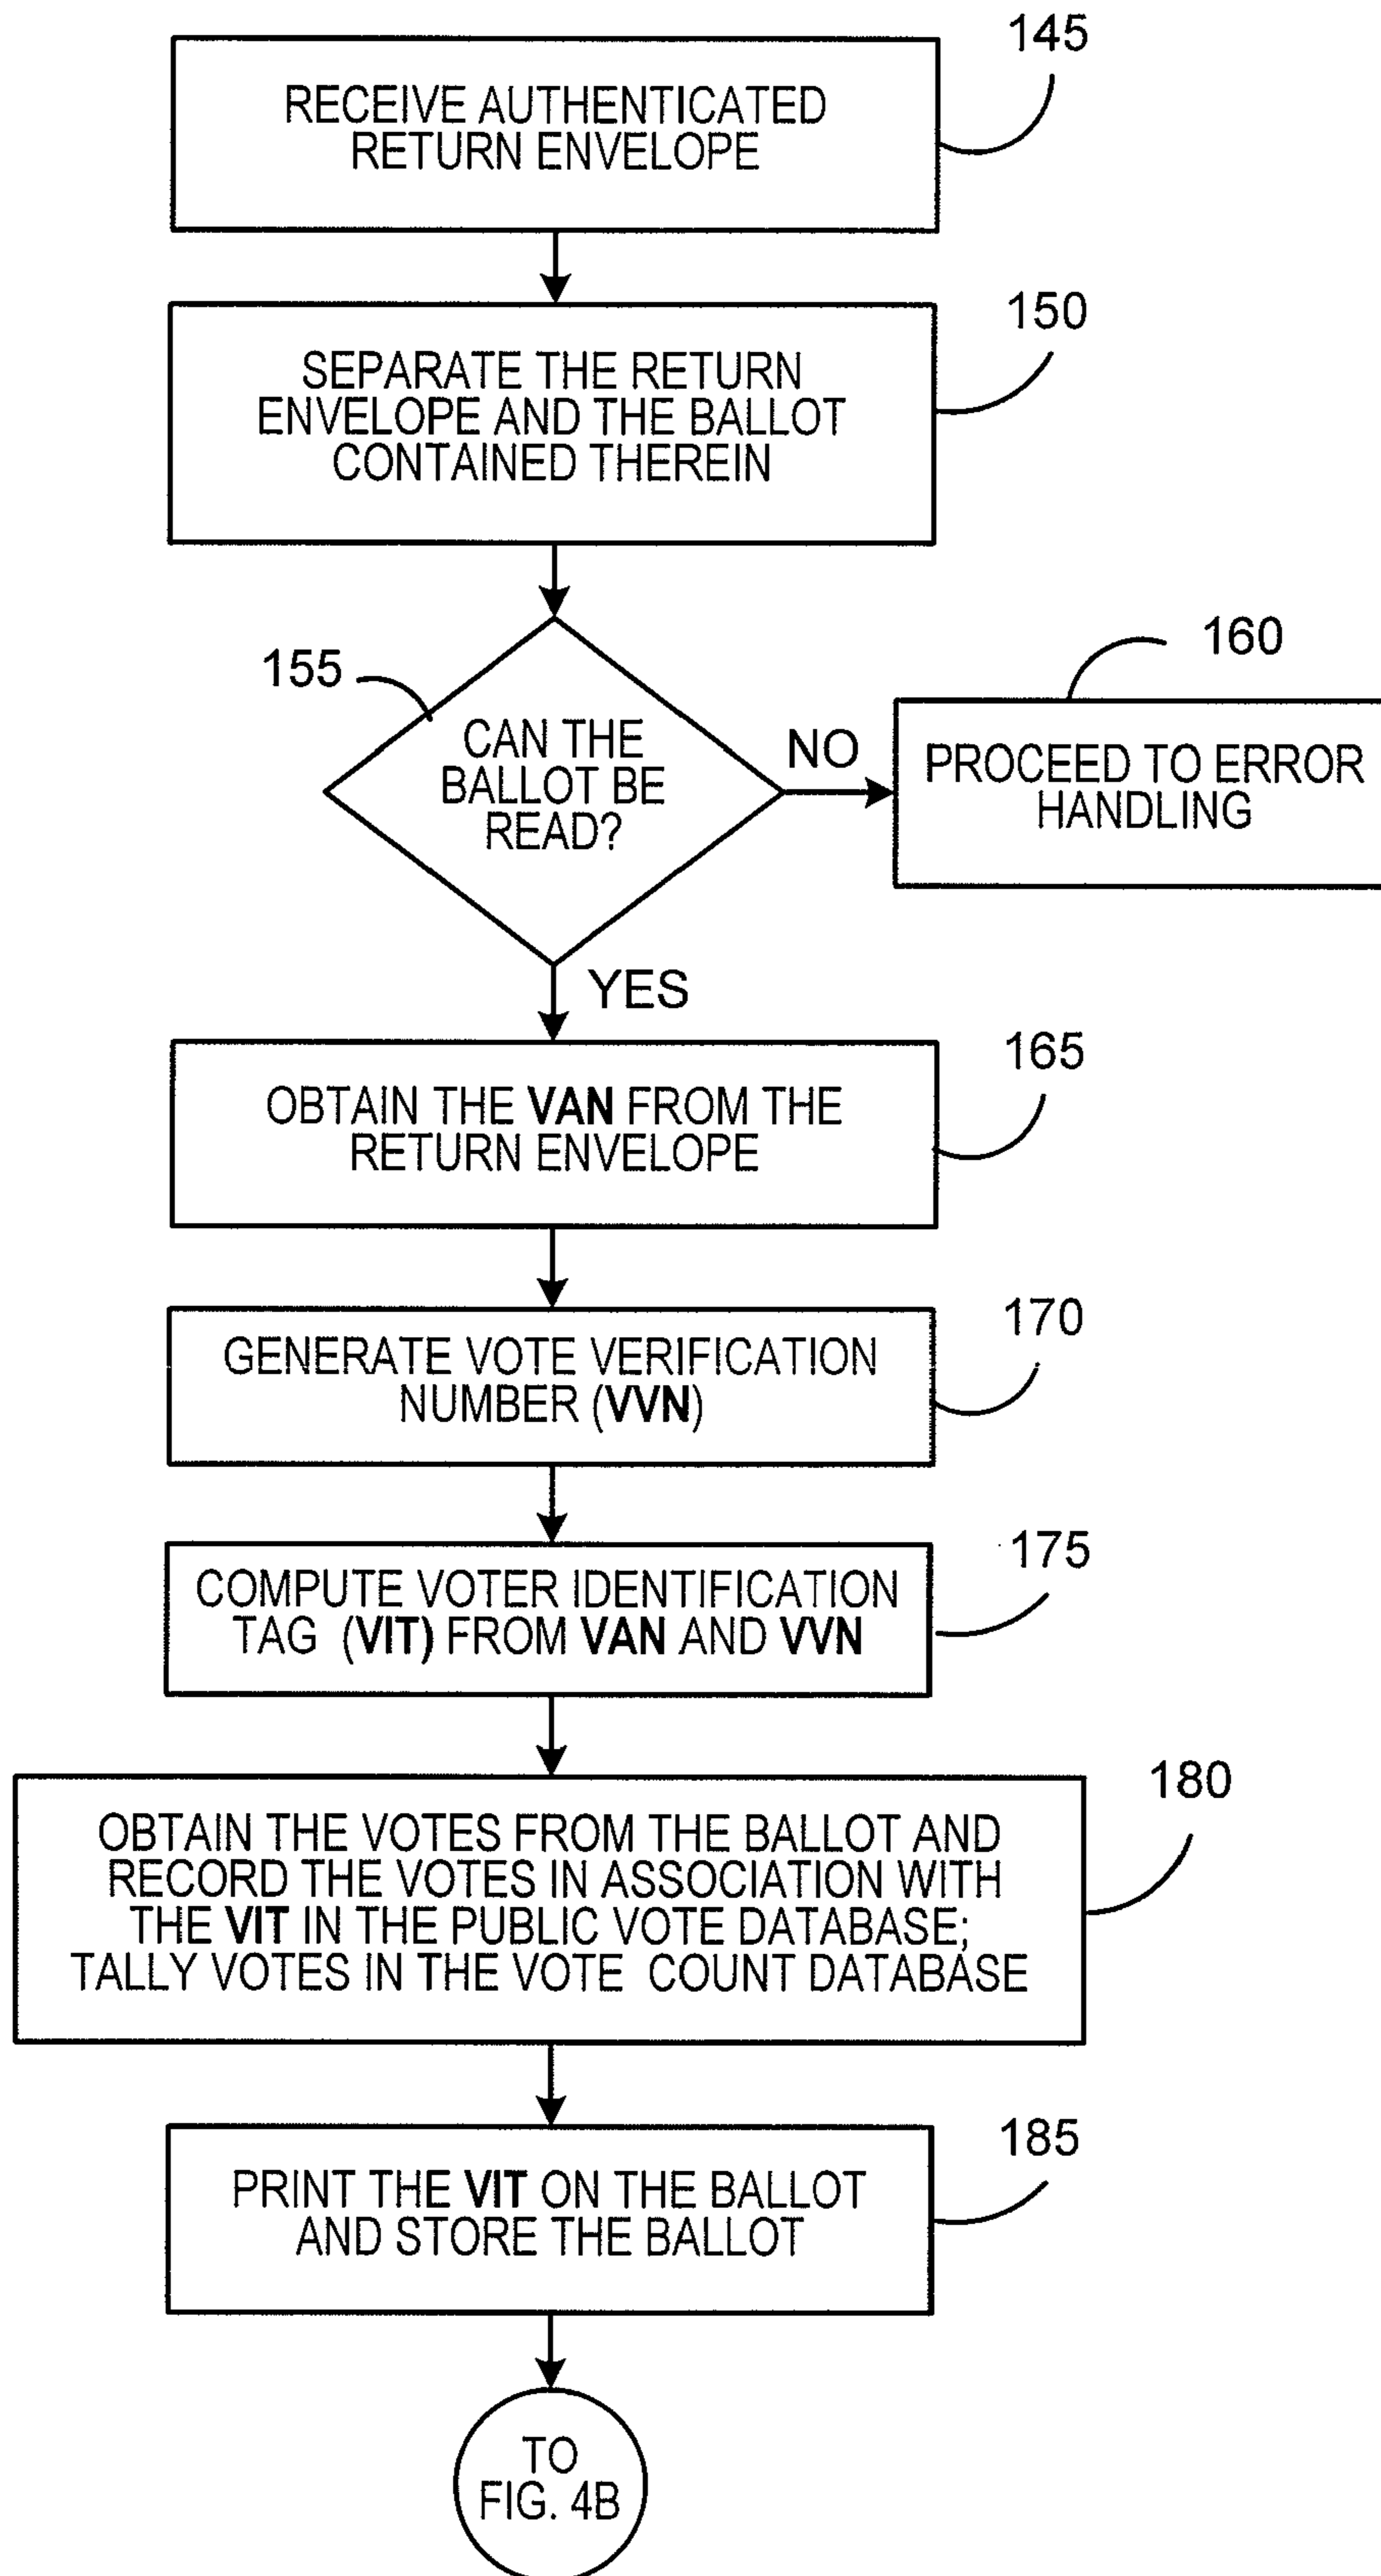 145
RECEIVE AUTHENTICATED
RETURN ENVELOPE
150
SEPARATE THE RETURN
ENVELOPE AND THE BALLOT
CONTAINED THEREIN
155
CAN THE
BALLOT BE
READ?
NO
160
PROCEED TO ERROR
HANDLING
YES
165
OBTAIN THE VAN FROM THE
RETURN ENVELOPE
170
GENERATE VOTE VERIFICATION
NUMBER (VVN)
175
COMPUTE VOTER IDENTIFICATION
TAG (VIT) FROM VAN AND VVN
180
OBTAIN THE VOTES FROM THE BALLOT AND
RECORD THE VOTES IN ASSOCIATION WITH
THE VIT IN THE PUBLIC VOTE DATABASE;
TALLY VOTES IN THE VOTE COUNT DATABASE
185
PRINT THE VIT ON THE BALLOT
AND STORE THE BALLOT
TO
FIG. 4B